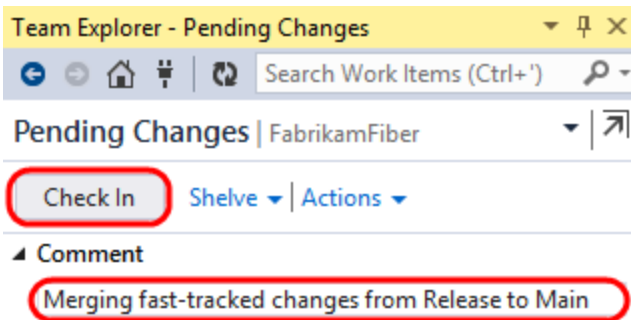 Team Explorer - Pending Changes
Search Work Items (Ctrl+')
Pending Changes | FabrikamFiber
Check In Shelve Actions
Comment
Merging fast-tracked changes from Release to Main